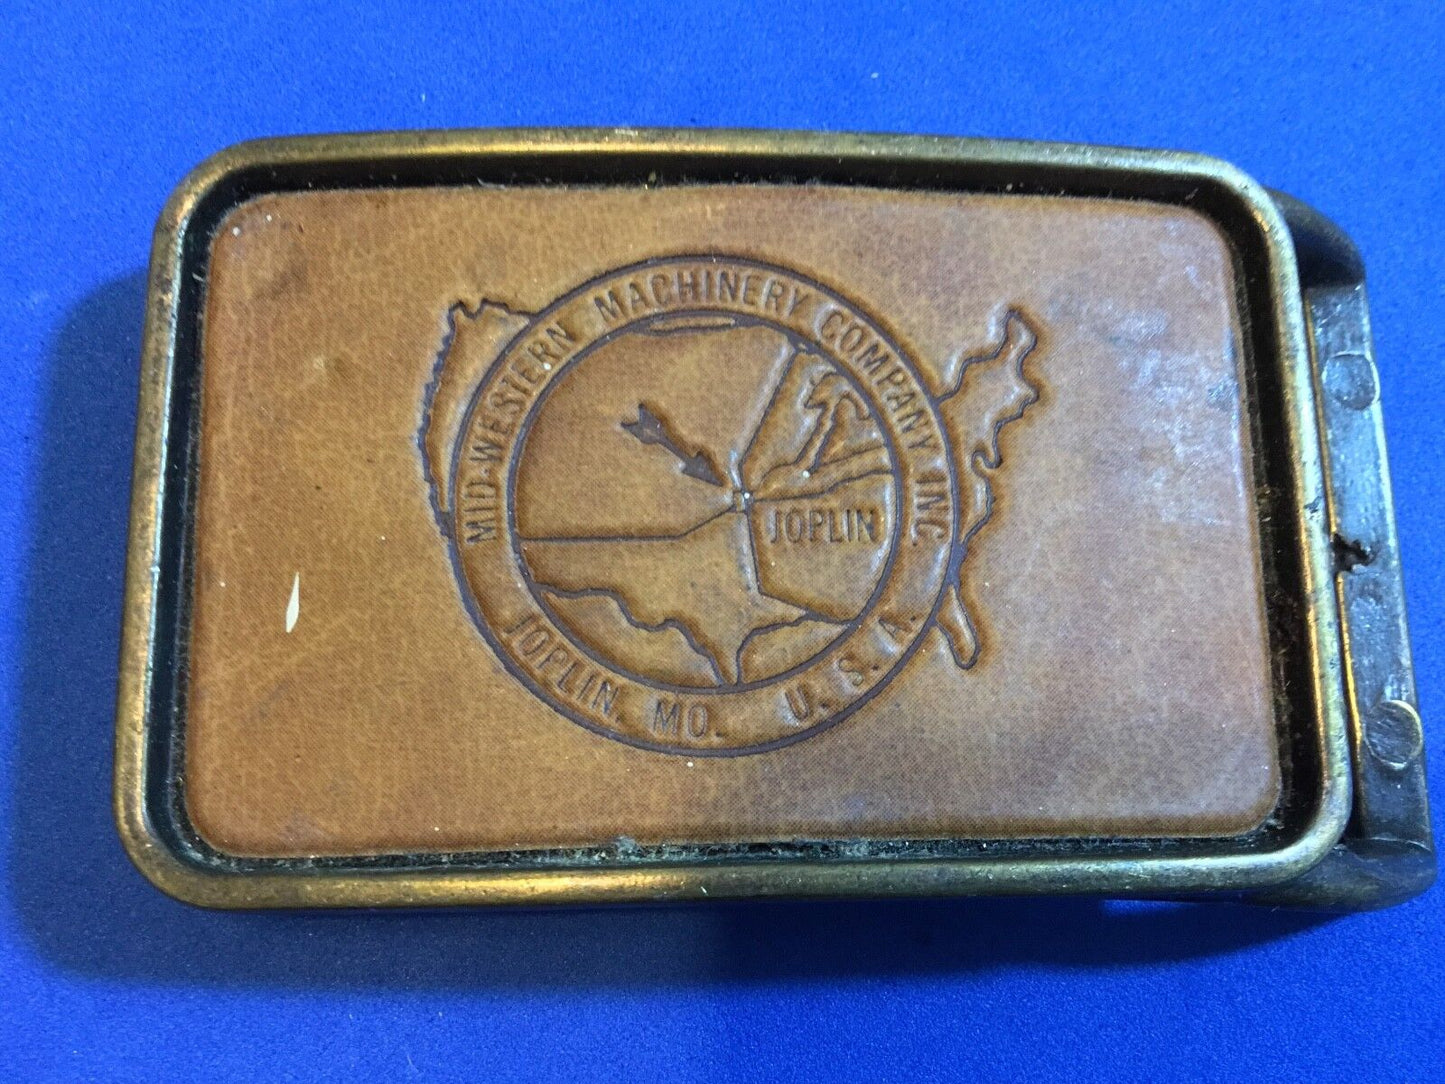 MID-WESTERN MACHINERY COMPANY INC.
JOPLIN
JOPLIN, MO. U. S. A.